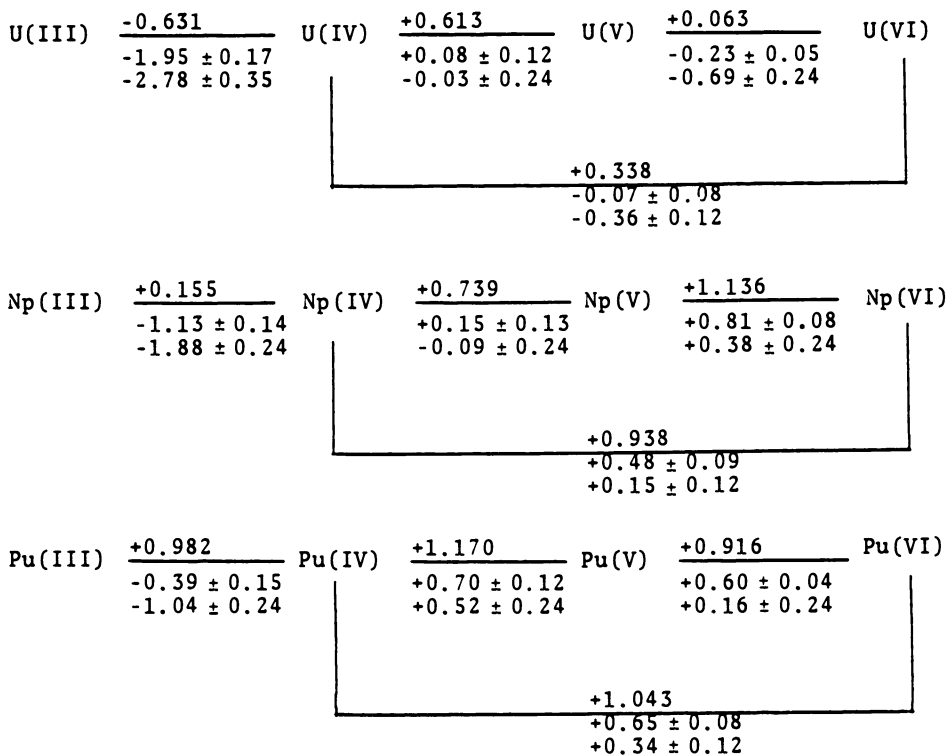 U(III) -0.631 U(IV) +0.613 U(V) +0.063 U(VI)
-1.95 ± 0.17 +0.08 ± 0.12 -0.23 ± 0.05
-2.78 ± 0.35 -0.03 ± 0.24 -0.69 ± 0.24
+0.338
-0.07 ± 0.08
-0.36 ± 0.12
Np(III) +0.155 Np(IV) +0.739 Np(V) +1.136 Np(VI)
-1.13 ± 0.14 +0.15 ± 0.13 +0.81 ± 0.08
-1.88 ± 0.24 -0.09 ± 0.24 +0.38 ± 0.24
+0.938
+0.48 ± 0.09
+0.15 ± 0.12
Pu(III) +0.982 Pu(IV) +1.170 Pu(V) +0.916 Pu(VI)
-0.39 ± 0.15 +0.70 ± 0.12 +0.60 ± 0.04
-1.04 ± 0.24 +0.52 ± 0.24 +0.16 ± 0.24
+1.043
+0.65 ± 0.08
+0.34 ± 0.12